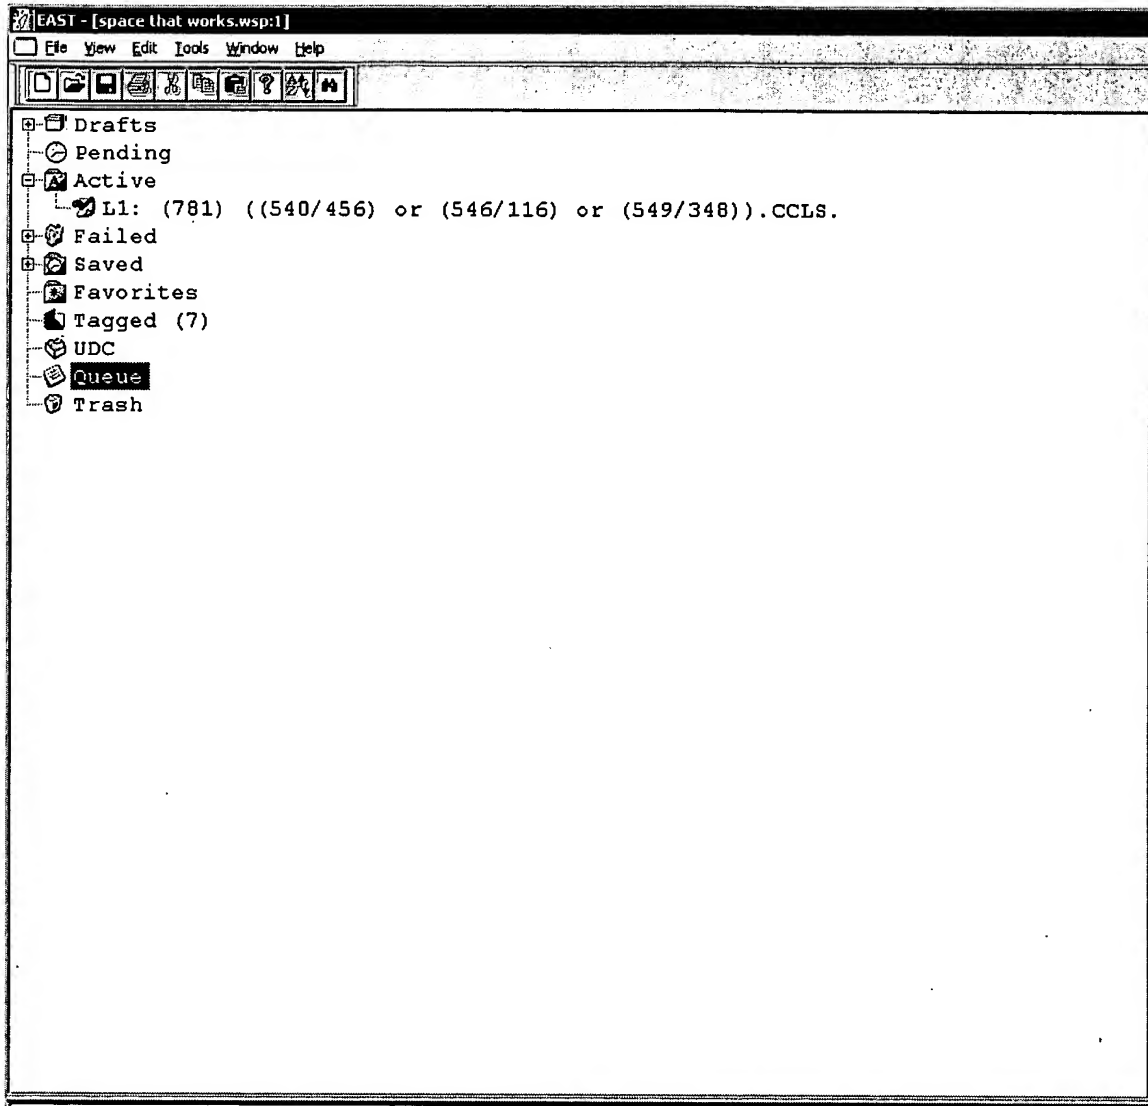 EAST - [space that works.wsp:1]
File View Edit Tools Window Help
Drafts
Pending
Active
L1: (781) ((540/456) or (546/116) or (549/348)).CCLS.
Failed
Saved
Favorites
Tagged (7)
UDC
Queue
Trash